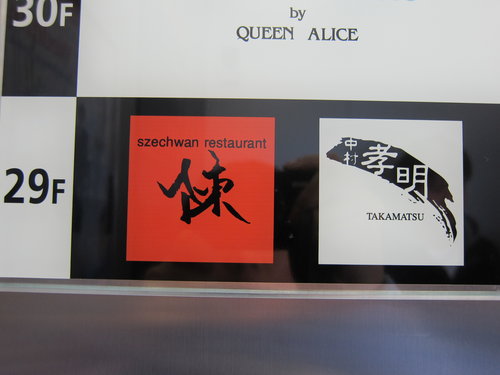 30F
by
QUEEN ALICE
29F
szechwan restaurant
陳
中村孝明
TAKAMATSU